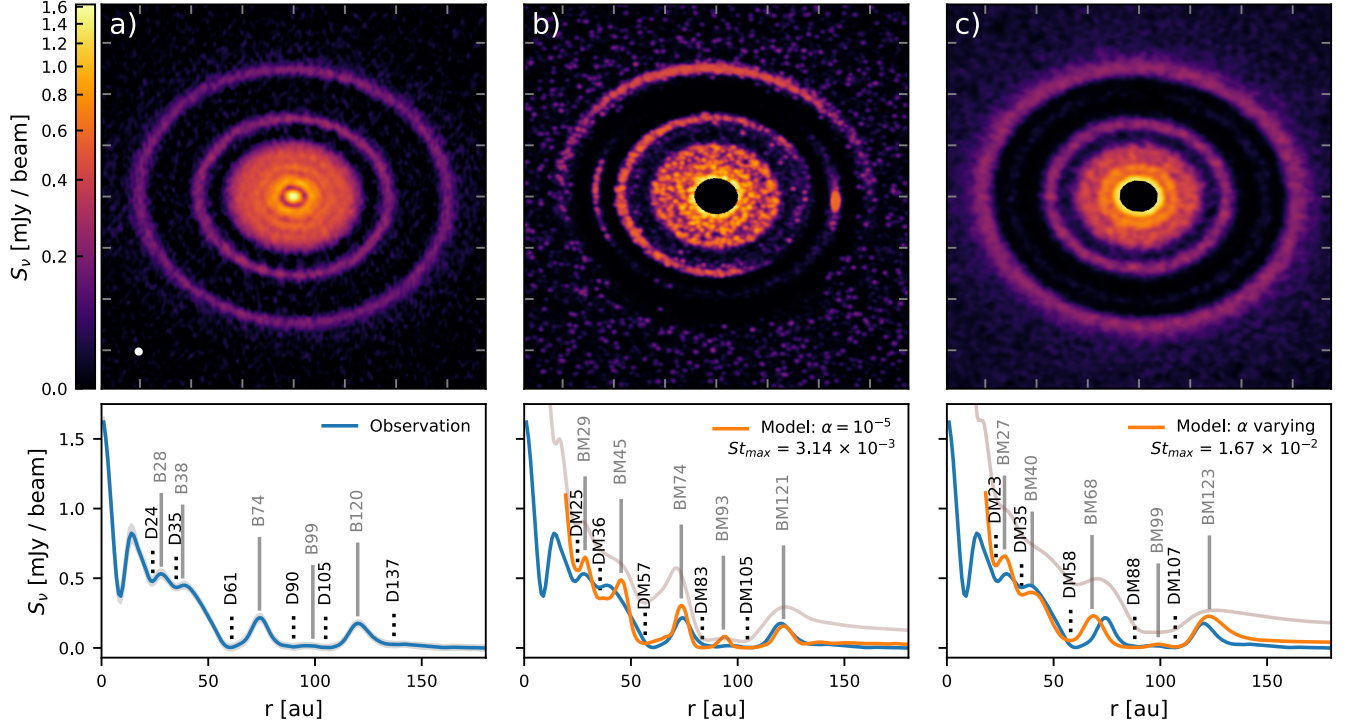 a)
b)
c)
1.6
1.4
1.2
1.0
0.8
0.6
0.4
0.2
0.0
S_ν [mJy / beam]
Observation
B28
B38
D24
D35
B74
B99
B120
D61
D90
D105
D137
1.5
1.0
0.5
0.0
S_ν [mJy / beam]
0
50
100
150
r [au]
Model: α = 10⁻⁵
St_max = 3.14 × 10⁻³
BM29
BM45
DM25
DM36
BM74
BM93
BM121
DM57
DM83
DM105
0
50
100
150
r [au]
Model: α varying
St_max = 1.67 × 10⁻²
BM27
BM40
DM23
DM35
BM68
BM99
BM123
DM58
DM88
DM107
0
50
100
150
r [au]